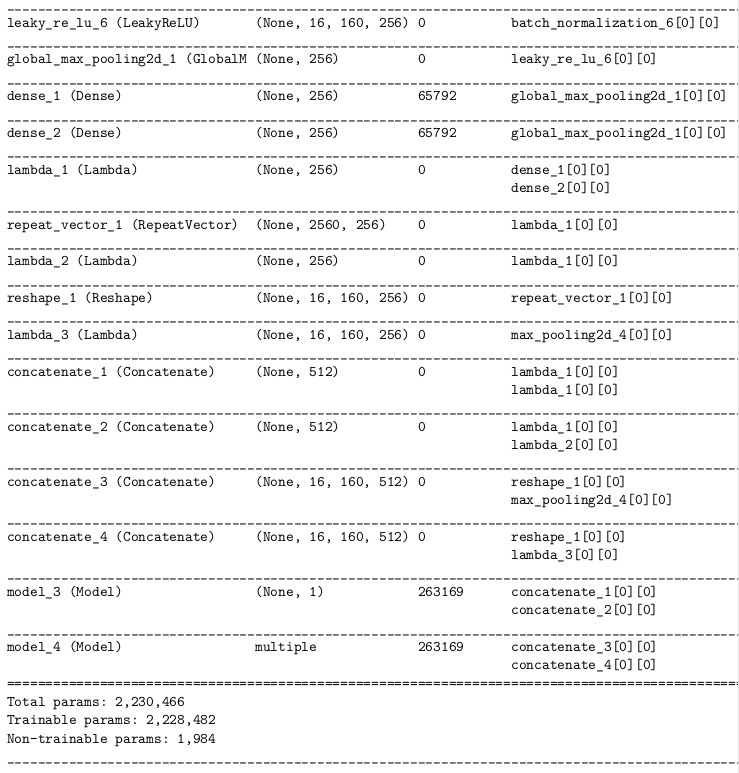 leaky_re_lu_6 (LeakyReLU) (None, 16, 160, 256) 0 batch_normalization_6[0][0]
global_max_pooling2d_1 (GlobalM (None, 256) 0 leaky_re_lu_6[0][0]
dense_1 (Dense) (None, 256) 65792 global_max_pooling2d_1[0][0]
dense_2 (Dense) (None, 256) 65792 global_max_pooling2d_1[0][0]
lambda_1 (Lambda) (None, 256) 0 dense_1[0][0]
dense_2[0][0]
repeat_vector_1 (RepeatVector) (None, 2560, 256) 0 lambda_1[0][0]
lambda_2 (Lambda) (None, 256) 0 lambda_1[0][0]
reshape_1 (Reshape) (None, 16, 160, 256) 0 repeat_vector_1[0][0]
lambda_3 (Lambda) (None, 16, 160, 256) 0 max_pooling2d_4[0][0]
concatenate_1 (Concatenate) (None, 512) 0 lambda_1[0][0]
lambda_1[0][0]
concatenate_2 (Concatenate) (None, 512) 0 lambda_1[0][0]
lambda_2[0][0]
concatenate_3 (Concatenate) (None, 16, 160, 512) 0 reshape_1[0][0]
max_pooling2d_4[0][0]
concatenate_4 (Concatenate) (None, 16, 160, 512) 0 reshape_1[0][0]
lambda_3[0][0]
model_3 (Model) (None, 1) 263169 concatenate_1[0][0]
concatenate_2[0][0]
model_4 (Model) multiple 263169 concatenate_3[0][0]
concatenate_4[0][0]
Total params: 2,230,466
Trainable params: 2,228,482
Non-trainable params: 1,984